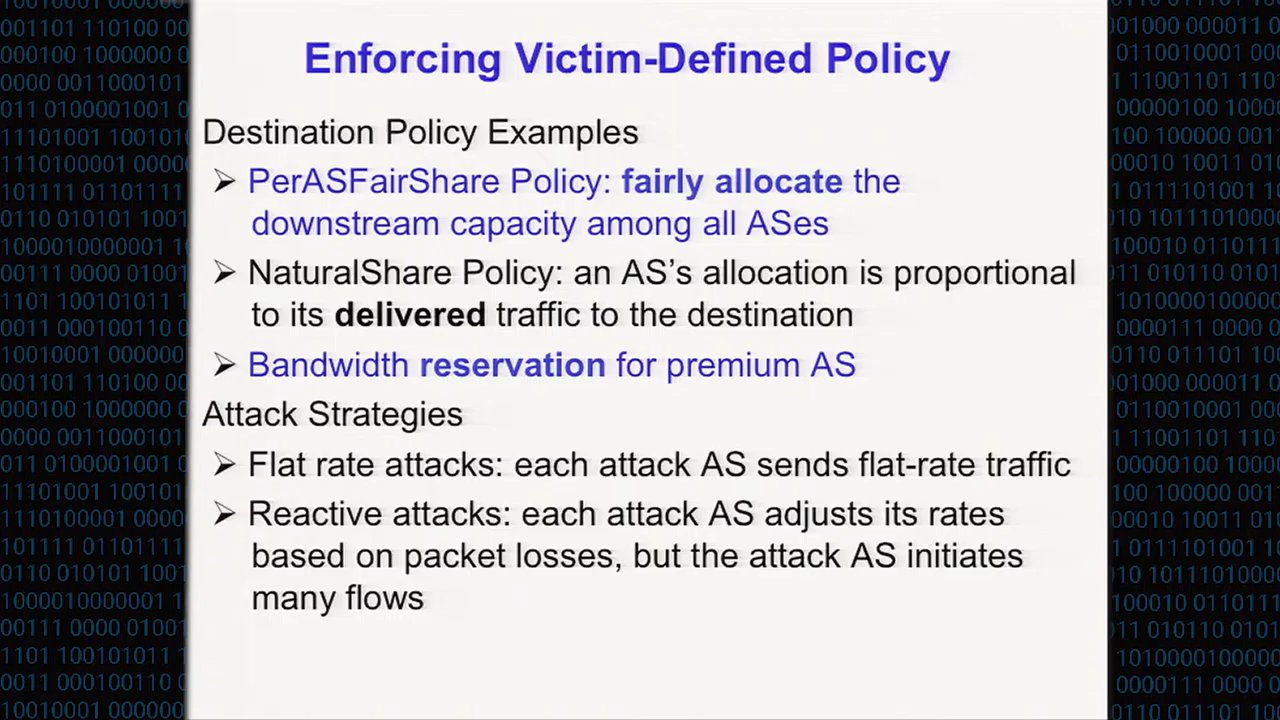 Enforcing Victim-Defined Policy
Destination Policy Examples
➢ PerASFairShare Policy: fairly allocate the
downstream capacity among all ASes
➢ NaturalShare Policy: an AS’s allocation is proportional
to its delivered traffic to the destination
➢ Bandwidth reservation for premium AS
Attack Strategies
➢ Flat rate attacks: each attack AS sends flat-rate traffic
➢ Reactive attacks: each attack AS adjusts its rates
based on packet losses, but the attack AS initiates
many flows